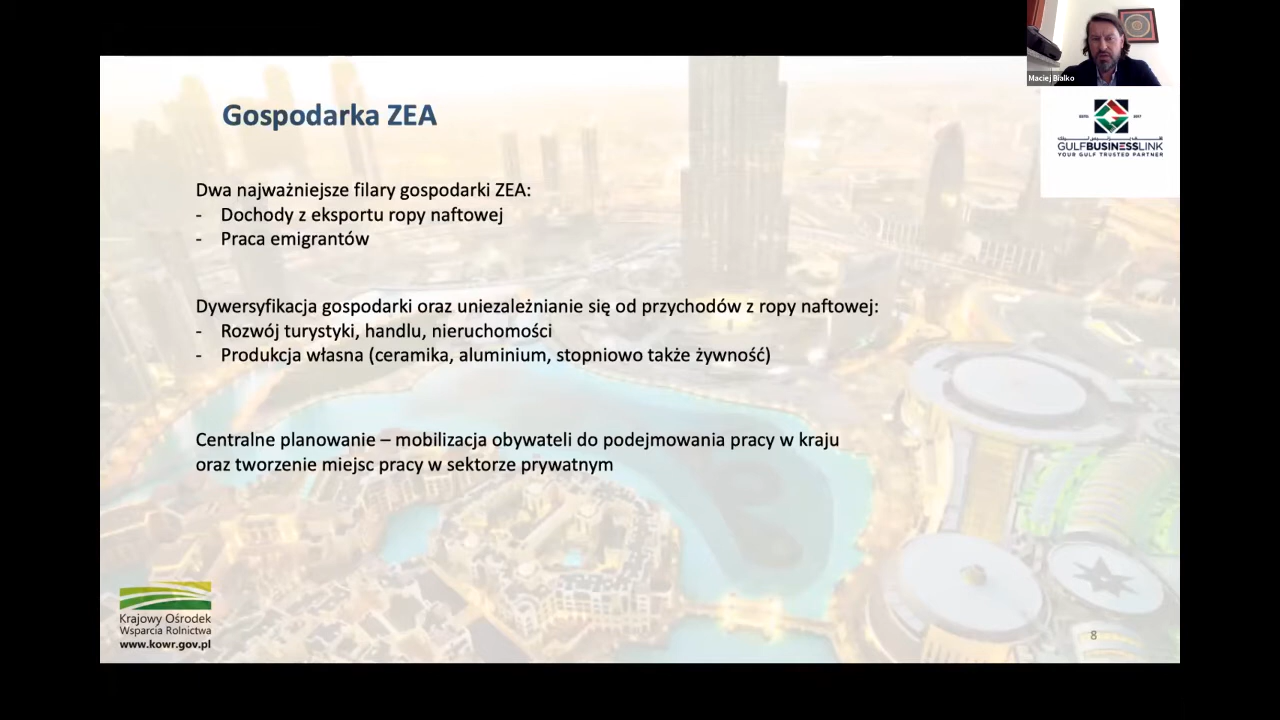 Maciej Bialko
Gospodarka ZEA
GULFBUSINESSLINK
YOUR GULF TRUSTED PARTNER
Dwa najważniejsze filary gospodarki ZEA:
- Dochody z eksportu ropy naftowej
- Praca emigrantów
Dywersyfikacja gospodarki oraz uniezależnianie się od przychodów z ropy naftowej:
- Rozwój turystyki, handlu, nieruchomości
- Produkcja własna (ceramika, aluminium, stopniowo także żywność)
Centralne planowanie – mobilizacja obywateli do podejmowania pracy w kraju
oraz tworzenie miejsc pracy w sektorze prywatnym
Krajowy Ośrodek
Wsparcia Rolnictwa
www.kowr.gov.pl
8